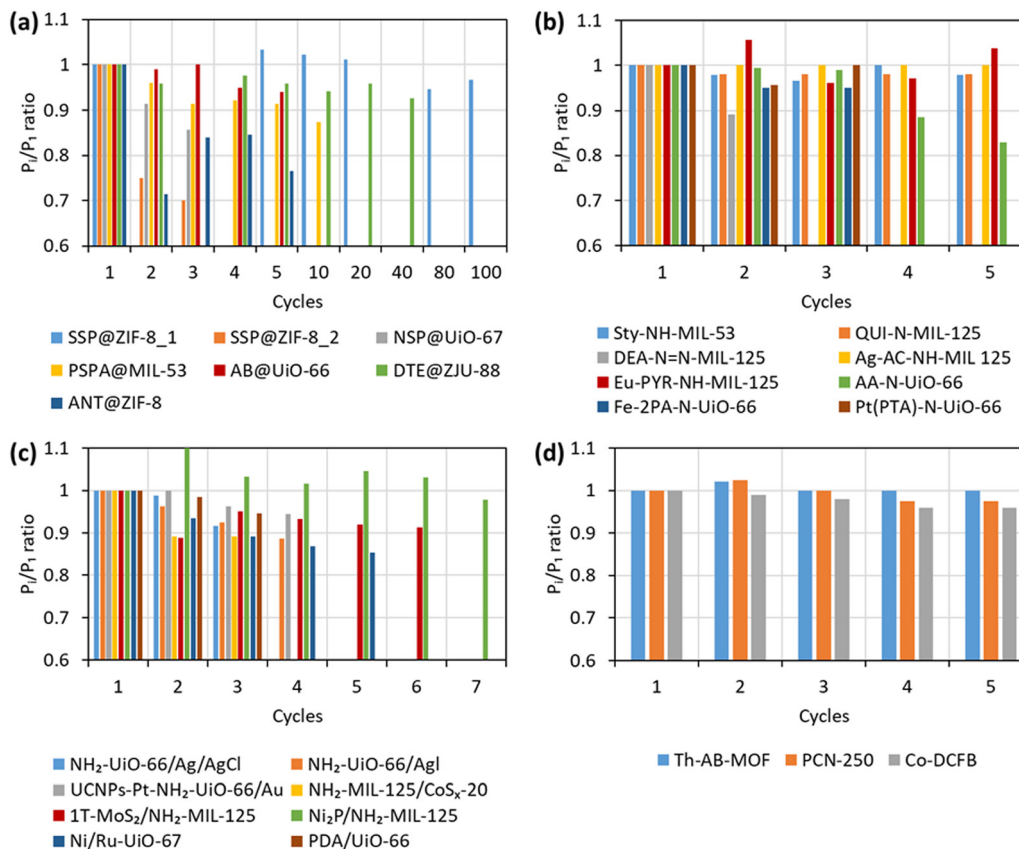 (a)
1.1
1
0.9
0.8
0.7
0.6
Pᵢ/P₁ ratio
1 2 3 4 5 10 20 40 80 100
Cycles
SSP@ZIF-8_1 SSP@ZIF-8_2 NSP@UiO-67
PSPA@MIL-53 AB@UiO-66 DTE@ZJU-88
ANT@ZIF-8
(b)
1.1
1
0.9
0.8
0.7
0.6
Pᵢ/P₁ ratio
1 2 3 4 5
Cycles
Sty-NH-MIL-53 QUI-N-MIL-125
DEA-N=N-MIL-125 Ag-AC-NH-MIL 125
Eu-PYR-NH-MIL-125 AA-N-UiO-66
Fe-2PA-N-UiO-66 Pt(PTA)-N-UiO-66
(c)
1.1
1
0.9
0.8
0.7
0.6
Pᵢ/P₁ ratio
1 2 3 4 5 6 7
Cycles
NH₂-UiO-66/Ag/AgCl NH₂-UiO-66/AgI
UCNPs-Pt-NH₂-UiO-66/Au NH₂-MIL-125/CoSₓ-20
1T-MoS₂/NH₂-MIL-125 Ni₂P/NH₂-MIL-125
Ni/Ru-UiO-67 PDA/UiO-66
(d)
1.1
1
0.9
0.8
0.7
0.6
Pᵢ/P₁ ratio
1 2 3 4 5
Cycles
Th-AB-MOF PCN-250 Co-DCFB